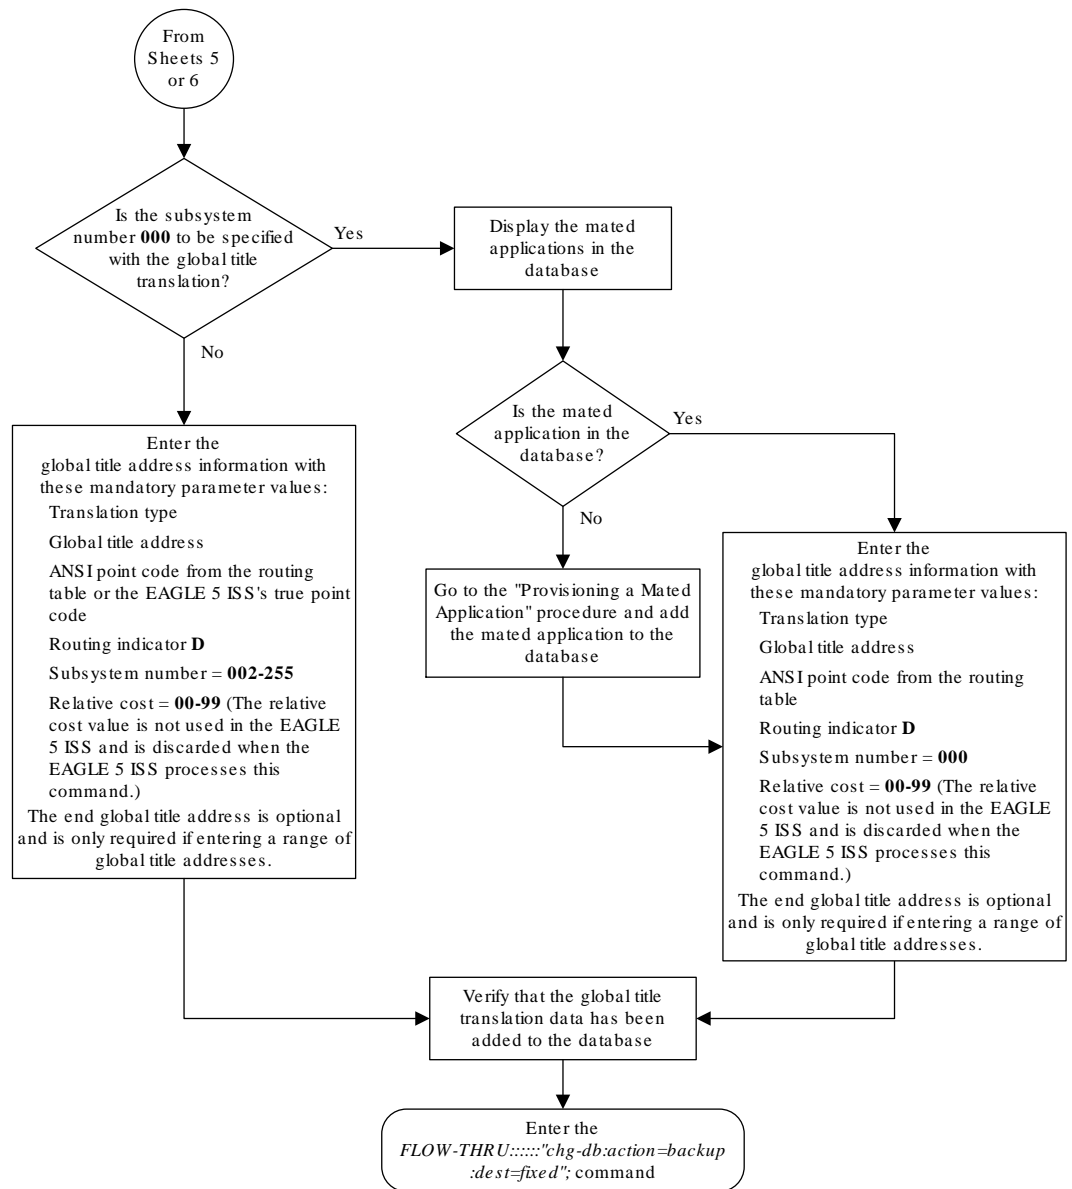 From
Sheets 5
or 6
Is the subsystem
number 000 to be specified
with the global title
translation?
Yes
No
Display the mated
applications in the
database
Is the mated
application in the
database?
Yes
No
Enter the
global title address information with
these mandatory parameter values:
Translation type
Global title address
ANSI point code from the routing
table or the EAGLE 5 ISS's true point
code
Routing indicator D
Subsystem number = 002-255
Relative cost = 00-99 (The relative
cost value is not used in the EAGLE
5 ISS and is discarded when the
EAGLE 5 ISS processes this
command.)
The end global title address is optional
and is only required if entering a range of
global title addresses.
Go to the "Provisioning a Mated
Application" procedure and add
the mated application to the
database
Enter the
global title address information with
these mandatory parameter values:
Translation type
Global title address
ANSI point code from the routing
table
Routing indicator D
Subsystem number = 000
Relative cost = 00-99 (The relative
cost value is not used in the EAGLE
5 ISS and is discarded when the
EAGLE 5 ISS processes this
command.)
The end global title address is optional
and is only required if entering a range of
global title addresses.
Verify that the global title
translation data has been
added to the database
Enter the
FLOW-THRU::::::"chg-db:action=backup
:dest=fixed"; command